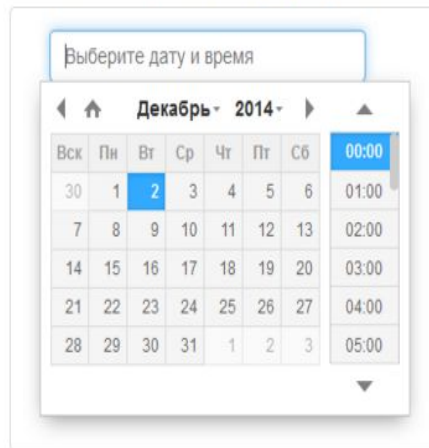 Выберите дату и время
Декабрь 2014
Вск Пн Вт Ср Чт Пт Сб 00:00
30 1 2 3 4 5 6 01:00
7 8 9 10 11 12 13 02:00
14 15 16 17 18 19 20 03:00
21 22 23 24 25 26 27 04:00
28 29 30 31 1 2 3 05:00